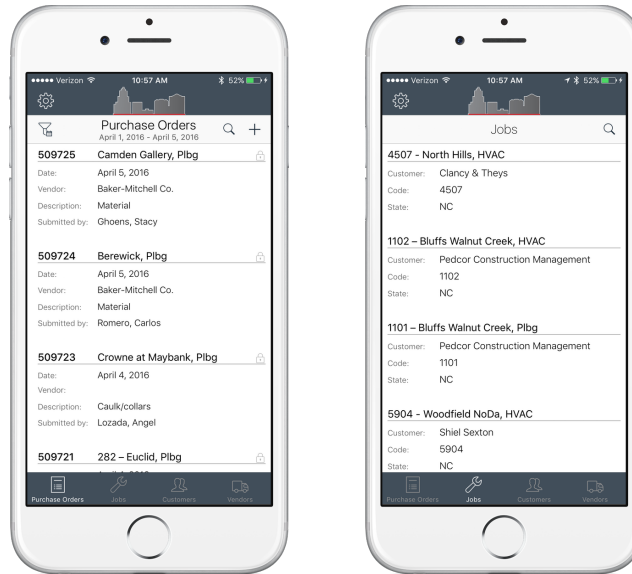 Verizon 10:57 AM 52%
Purchase Orders
April 1, 2016 – April 5, 2016
509725 Camden Gallery, Plbg
Date: April 5, 2016
Vendor: Baker-Mitchell Co.
Description: Material
Submitted by: Ghoens, Stacy
509724 Berewick, Plbg
Date: April 5, 2016
Vendor: Baker-Mitchell Co.
Description: Material
Submitted by: Romero, Carlos
509723 Crowne at Maybank, Plbg
Date: April 4, 2016
Vendor:
Description: Caulk/collars
Submitted by: Lozada, Angel
509721 282 – Euclid, Plbg
Purchase Orders Jobs Customers Vendors
Verizon 10:57 AM 52%
Jobs
4507 - North Hills, HVAC
Customer: Clancy & Theys
Code: 4507
State: NC
1102 – Bluffs Walnut Creek, HVAC
Customer: Pedcor Construction Management
Code: 1102
State: NC
1101 – Bluffs Walnut Creek, Plbg
Customer: Pedcor Construction Management
Code: 1101
State: NC
5904 - Woodfield NoDa, HVAC
Customer: Shiel Sexton
Code: 5904
State: NC
Purchase Orders Jobs Customers Vendors